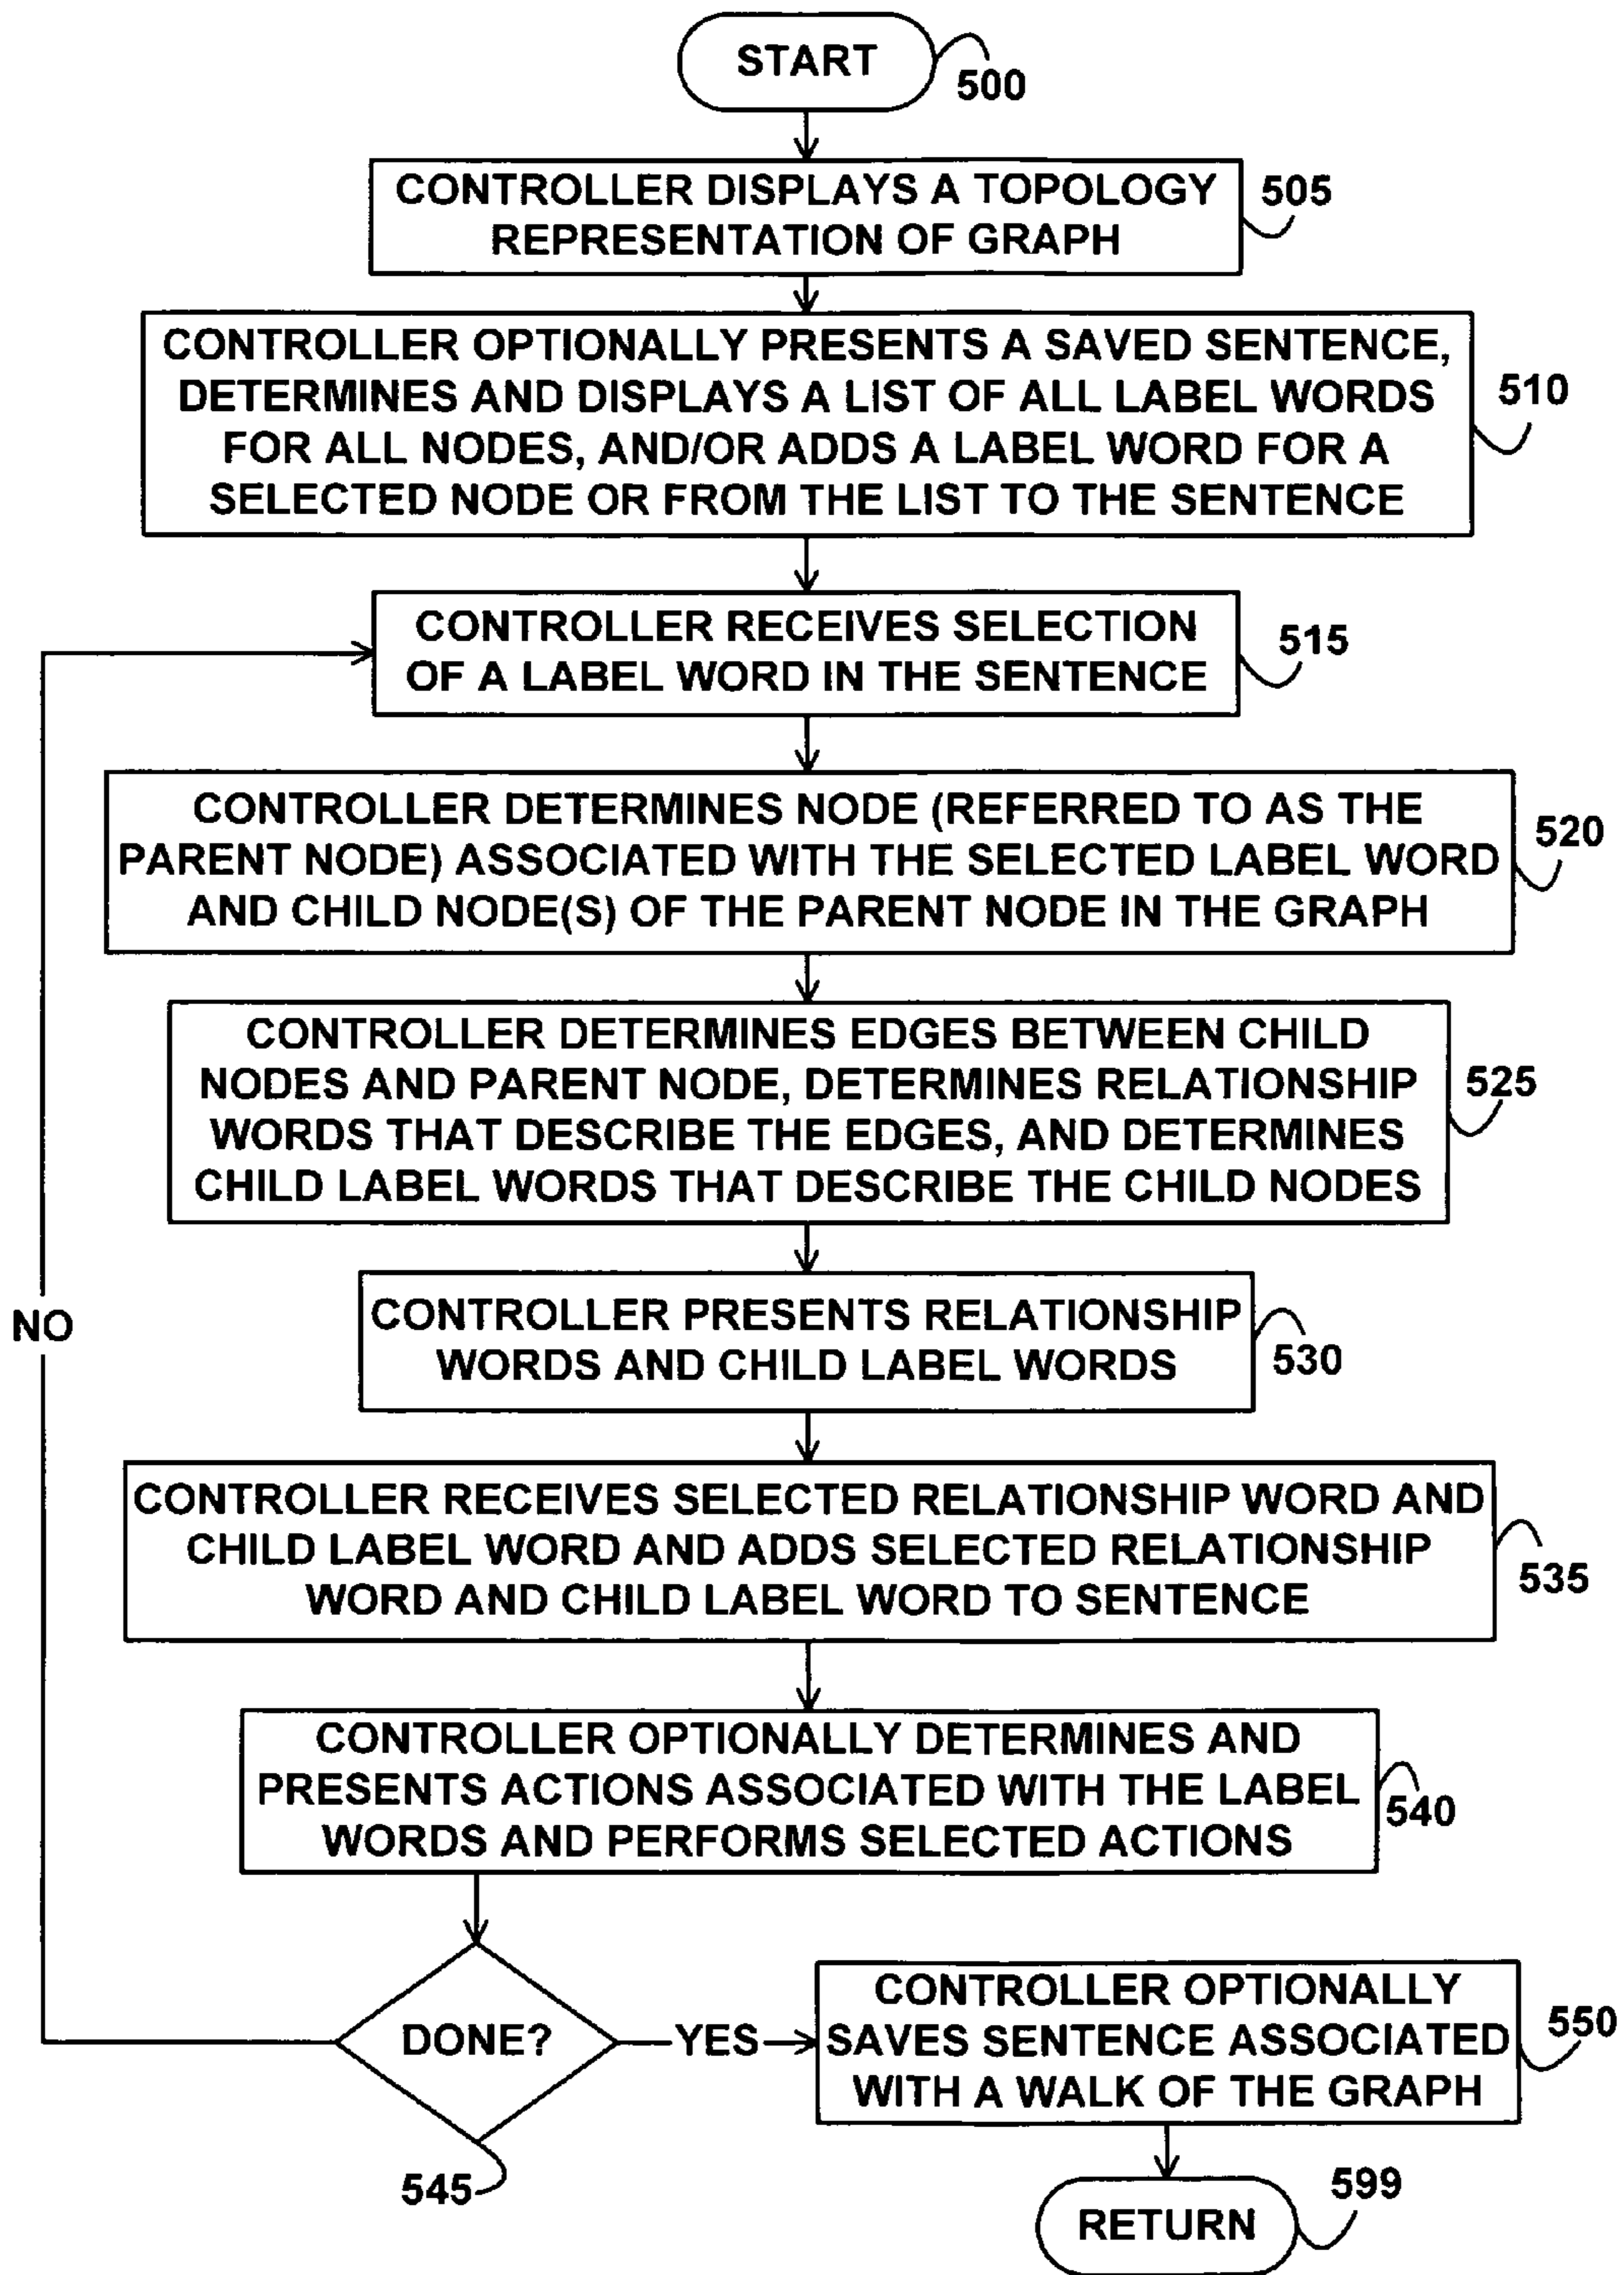 START
500
CONTROLLER DISPLAYS A TOPOLOGY
REPRESENTATION OF GRAPH
505
CONTROLLER OPTIONALLY PRESENTS A SAVED SENTENCE,
DETERMINES AND DISPLAYS A LIST OF ALL LABEL WORDS
FOR ALL NODES, AND/OR ADDS A LABEL WORD FOR A
SELECTED NODE OR FROM THE LIST TO THE SENTENCE
510
CONTROLLER RECEIVES SELECTION
OF A LABEL WORD IN THE SENTENCE
515
CONTROLLER DETERMINES NODE (REFERRED TO AS THE
PARENT NODE) ASSOCIATED WITH THE SELECTED LABEL WORD
AND CHILD NODE(S) OF THE PARENT NODE IN THE GRAPH
520
CONTROLLER DETERMINES EDGES BETWEEN CHILD
NODES AND PARENT NODE, DETERMINES RELATIONSHIP
WORDS THAT DESCRIBE THE EDGES, AND DETERMINES
CHILD LABEL WORDS THAT DESCRIBE THE CHILD NODES
525
NO
CONTROLLER PRESENTS RELATIONSHIP
WORDS AND CHILD LABEL WORDS
530
CONTROLLER RECEIVES SELECTED RELATIONSHIP WORD AND
CHILD LABEL WORD AND ADDS SELECTED RELATIONSHIP
WORD AND CHILD LABEL WORD TO SENTENCE
535
CONTROLLER OPTIONALLY DETERMINES AND
PRESENTS ACTIONS ASSOCIATED WITH THE LABEL
WORDS AND PERFORMS SELECTED ACTIONS
540
DONE?
545
YES
CONTROLLER OPTIONALLY
SAVES SENTENCE ASSOCIATED
WITH A WALK OF THE GRAPH
550
RETURN
599